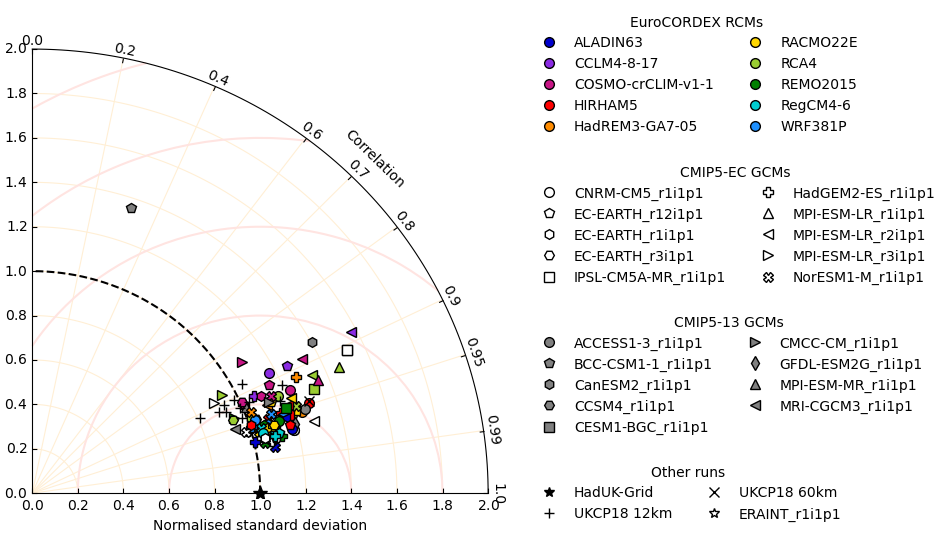 0.0
0.2
0.4
0.6
Correlation
0.7
0.8
0.9
0.95
0.99
1.0
2.0
1.8
1.6
1.4
1.2
1.0
0.8
0.6
0.4
0.2
0.0
0.0 0.2 0.4 0.6 0.8 1.0 1.2 1.4 1.6 1.8 2.0
Normalised standard deviation
EuroCORDEX RCMs
ALADIN63 RACMO22E
CCLM4-8-17 RCA4
COSMO-crCLIM-v1-1 REMO2015
HIRHAM5 RegCM4-6
HadREM3-GA7-05 WRF381P
CMIP5-EC GCMs
CNRM-CM5_r1i1p1 HadGEM2-ES_r1i1p1
EC-EARTH_r12i1p1 MPI-ESM-LR_r1i1p1
EC-EARTH_r1i1p1 MPI-ESM-LR_r2i1p1
EC-EARTH_r3i1p1 MPI-ESM-LR_r3i1p1
IPSL-CM5A-MR_r1i1p1 NorESM1-M_r1i1p1
CMIP5-13 GCMs
ACCESS1-3_r1i1p1 CMCC-CM_r1i1p1
BCC-CSM1-1_r1i1p1 GFDL-ESM2G_r1i1p1
CanESM2_r1i1p1 MPI-ESM-MR_r1i1p1
CCSM4_r1i1p1 MRI-CGCM3_r1i1p1
CESM1-BGC_r1i1p1
Other runs
HadUK-Grid UKCP18 60km
UKCP18 12km ERAINT_r1i1p1